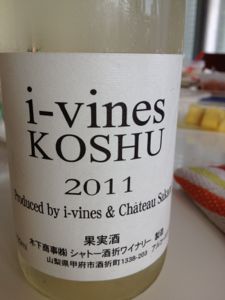 i-vines
KOSHU
2011
Produced by i-vines & Château
果実酒
木下商事㈱ シャトー酒折ワイナリー 製造
山梨県甲府市酒折町1338-203